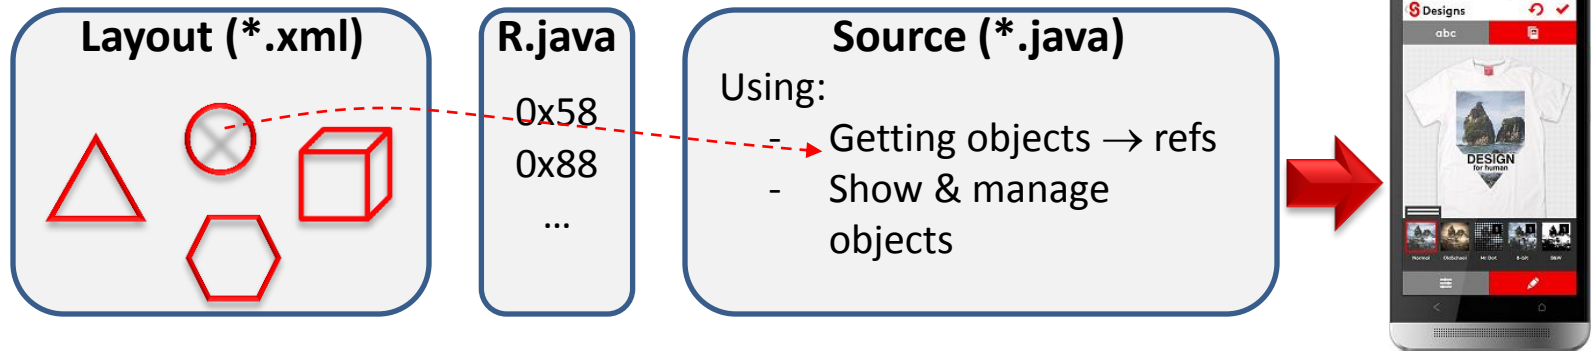 Layout (*.xml)
R.java
0x58
0x88
...
Source (*.java)
Using:
- Getting objects → refs
- Show & manage
objects
Designs
abc
DESIGN
for human
Normal OldSchool Mr.Dot 8-bit B&W